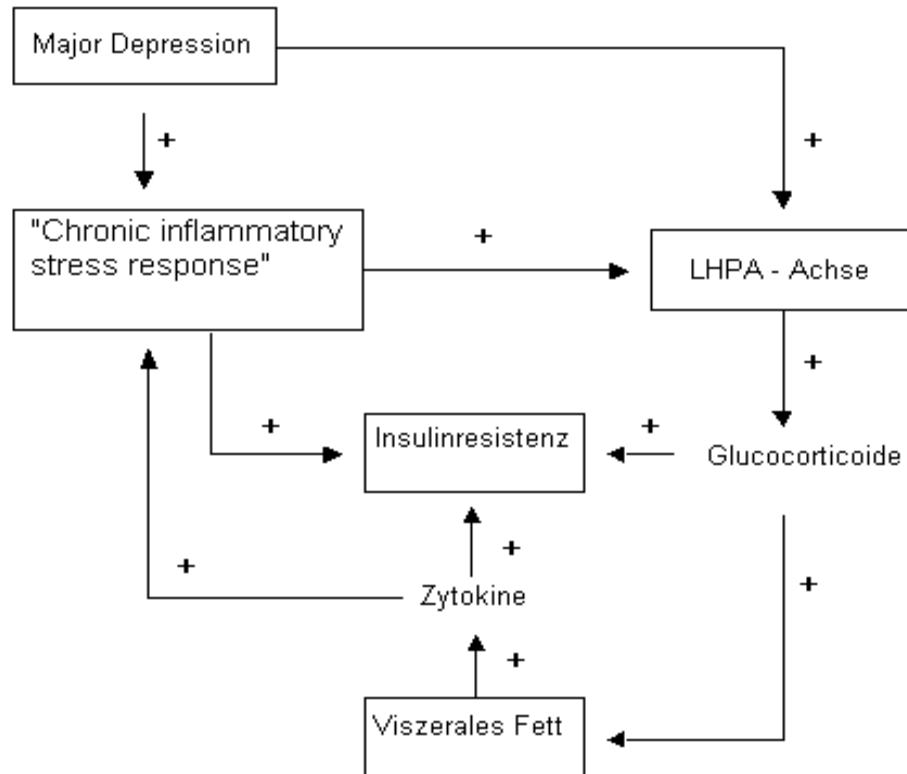 Major Depression
+
+
"Chronic inflammatory
stress response"
+
LHPA - Achse
+
Insulinresistenz
+
+
Glucocorticoide
+
+
Zytokine
+
+
Viszerales Fett